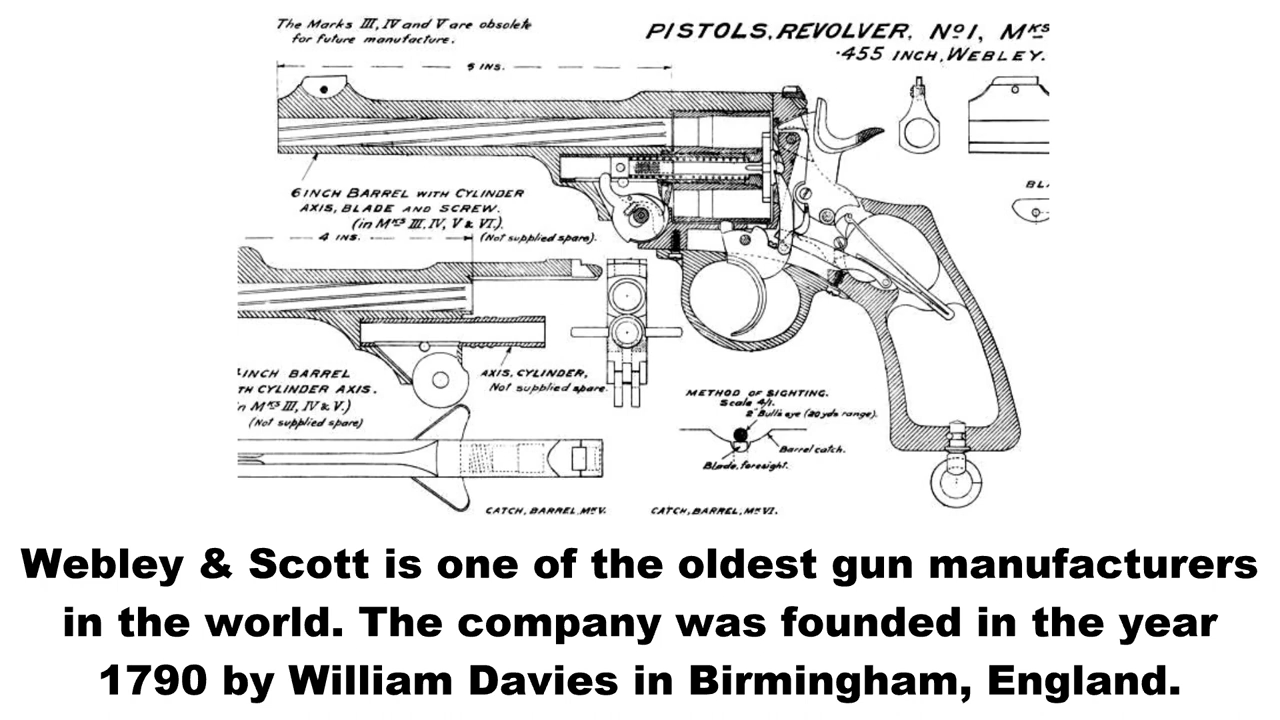 The Marks III, IV and V are obsolete
for future manufacture.
PISTOLS, REVOLVER, No 1, Mks
·455 INCH, WEBLEY.
6 INS.
6 INCH BARREL WITH CYLINDER
AXIS, BLADE AND SCREW.
(in Mks III, IV, V & VI.)
(Not supplied spare).
BL
4 INS.
INCH BARREL
TH CYLINDER AXIS.
n Mks III, IV & V.)
(Not supplied spare)
AXIS, CYLINDER,
Not supplied spare.
METHOD OF SIGHTING.
Scale 4/1.
2" Bulls eye (20 yds range).
Barrel catch.
Blade, foresight.
CATCH, BARREL, Mk V.
CATCH, BARREL, Mk VI.
Webley & Scott is one of the oldest gun manufacturers
in the world. The company was founded in the year
1790 by William Davies in Birmingham, England.